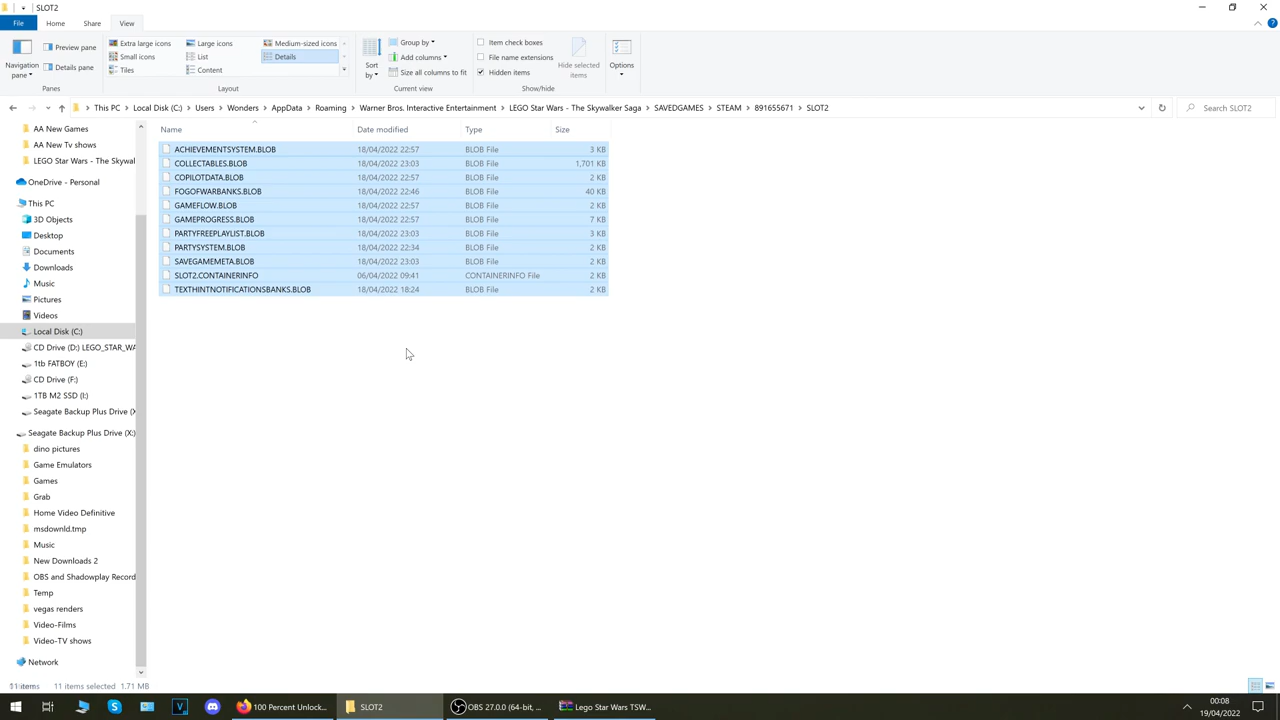 SLOT2
File Home Share View
Navigation pane
Preview pane
Details pane
Panes
Extra large icons Large icons Medium-sized icons
Small icons List Details
Tiles Content
Layout
Sort by
Group by
Add columns
Size all columns to fit
Current view
Item check boxes
File name extensions
Hidden items
Hide selected items
Show/hide
Options
This PC Local Disk (C:) Users Wonders AppData Roaming Warner Bros. Interactive Entertainment LEGO Star Wars - The Skywalker Saga SAVEDGAMES STEAM 891655671 SLOT2
Search SLOT2
Name Date modified Type Size
ACHIEVEMENTSYSTEM.BLOB 18/04/2022 22:57 BLOB File 3 KB
COLLECTABLES.BLOB 18/04/2022 23:03 BLOB File 1,701 KB
COPILOTDATA.BLOB 18/04/2022 22:57 BLOB File 2 KB
FOGOFWARBANKS.BLOB 18/04/2022 22:46 BLOB File 40 KB
GAMEFLOW.BLOB 18/04/2022 22:57 BLOB File 2 KB
GAMEPROGRESS.BLOB 18/04/2022 22:57 BLOB File 7 KB
PARTYFREEPLAYLIST.BLOB 18/04/2022 23:03 BLOB File 3 KB
PARTYSYSTEM.BLOB 18/04/2022 22:34 BLOB File 2 KB
SAVEGAMEMETA.BLOB 18/04/2022 23:03 BLOB File 2 KB
SLOT2.CONTAINERINFO 06/04/2022 09:41 CONTAINERINFO File 2 KB
TEXTHINTNOTIFICATIONSBANKS.BLOB 18/04/2022 18:24 BLOB File 2 KB
AA New Games
AA New Tv shows
LEGO Star Wars - The Skywal
OneDrive - Personal
This PC
3D Objects
Desktop
Documents
Downloads
Music
Pictures
Videos
Local Disk (C:)
CD Drive (D:) LEGO_STAR_WA
1tb FATBOY (E:)
CD Drive (F:)
1TB M2 SSD (I:)
Seagate Backup Plus Drive (X
Seagate Backup Plus Drive (X:)
dino pictures
Game Emulators
Games
Grab
Home Video Definitive
msdownld.tmp
Music
New Downloads 2
OBS and Shadowplay Record
Temp
vegas renders
Video-Films
Video-TV shows
Network
11 items 11 items selected 1.71 MB
100 Percent Unlock...
SLOT2
OBS 27.0.0 (64-bit, ...
Lego Star Wars TSW...
00:08
19/04/2022